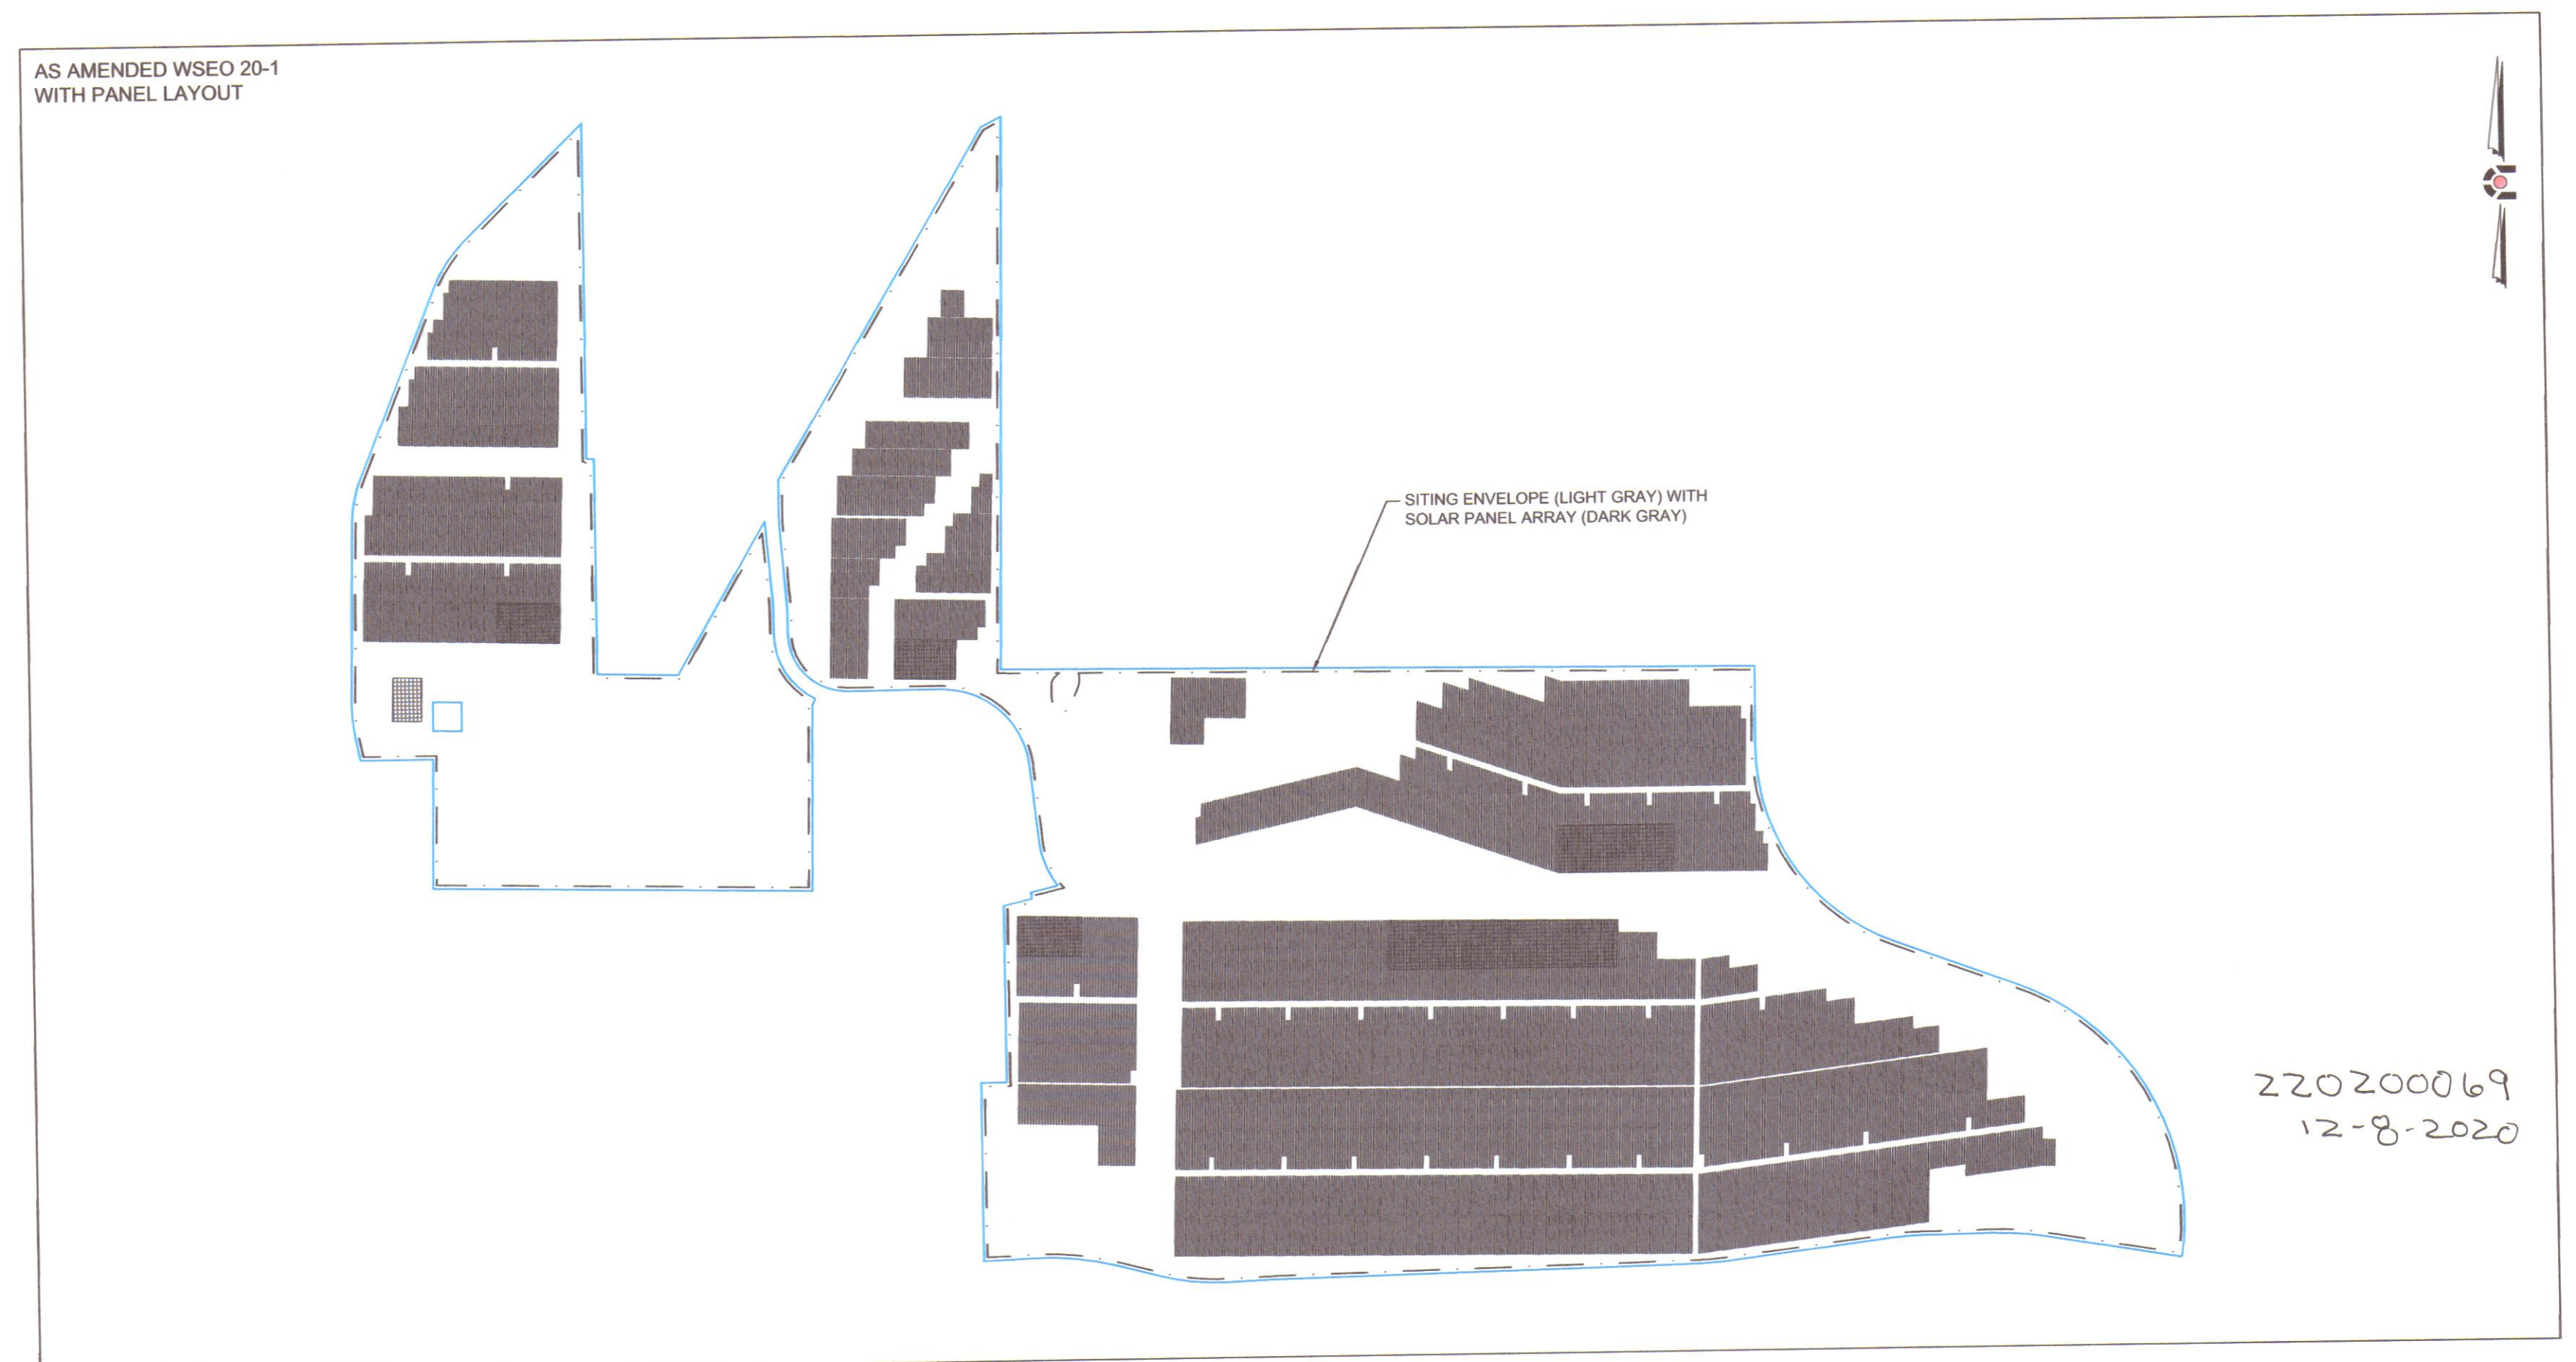 AS AMENDED WSEO 20-1
WITH PANEL LAYOUT
SITING ENVELOPE (LIGHT GRAY) WITH
SOLAR PANEL ARRAY (DARK GRAY)
220200069
12-8-2020